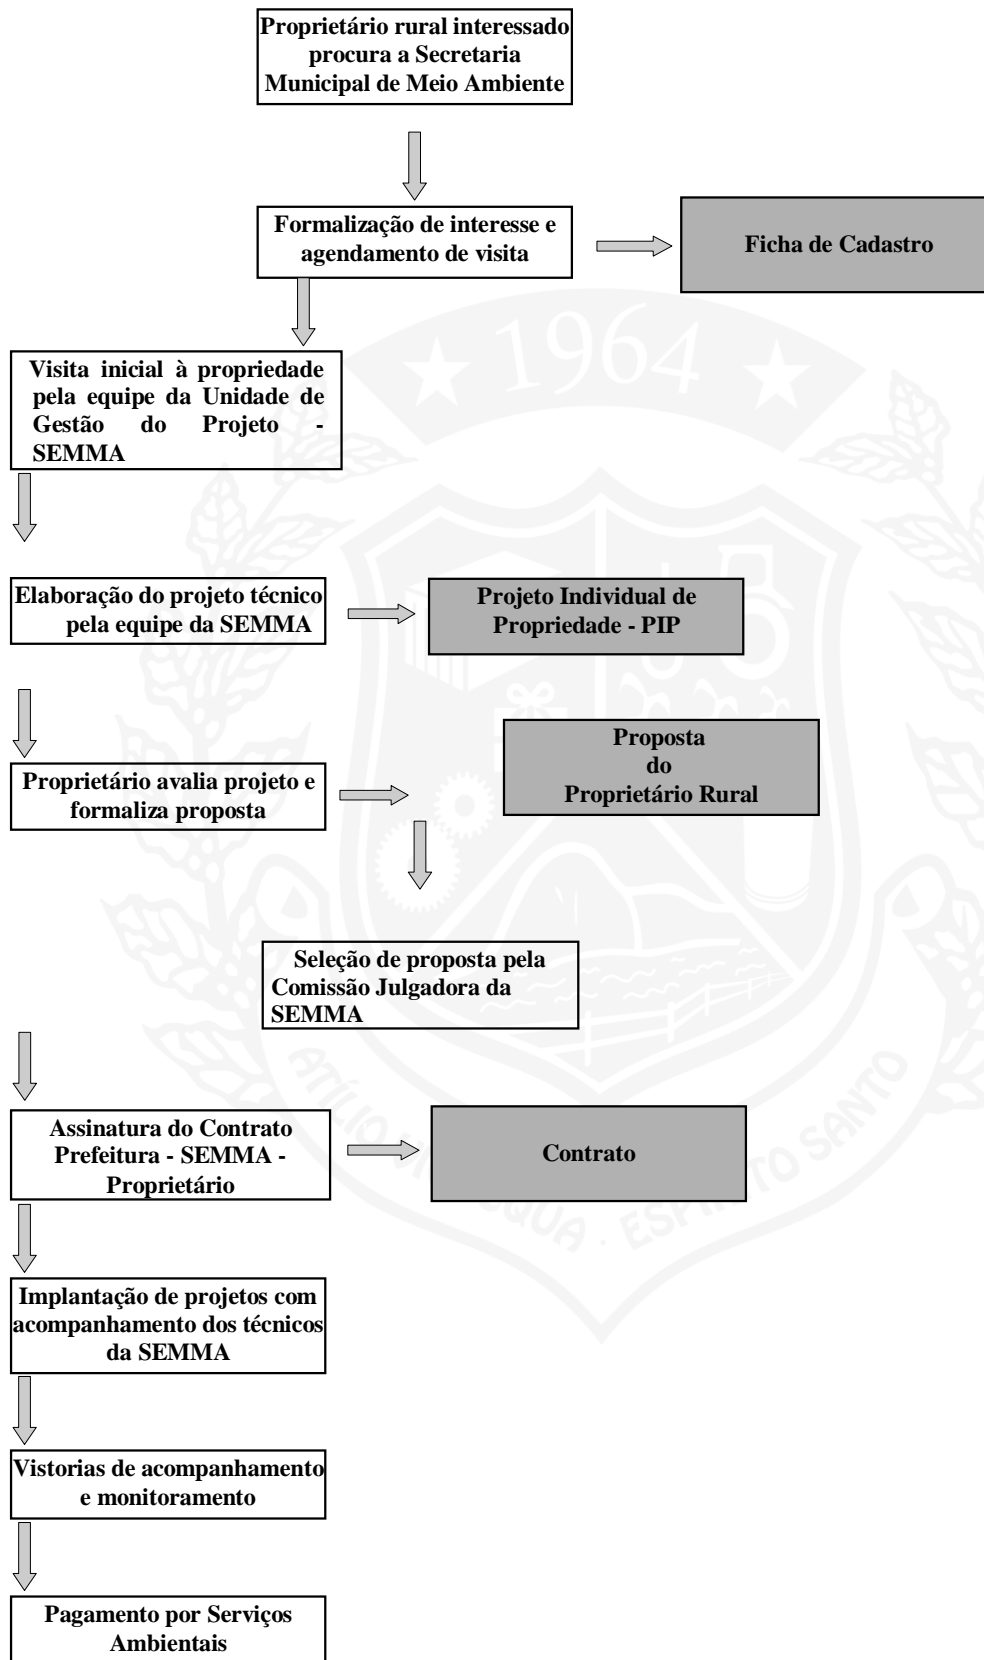 Proprietário rural interessado
procura a Secretaria
Municipal de Meio Ambiente
Formalização de interesse e
agendamento de visita
Ficha de Cadastro
1964
Visita inicial à propriedade
pela equipe da Unidade de
Gestão do Projeto -
SEMMA
Elaboração do projeto técnico
pela equipe da SEMMA
Projeto Individual de
Propriedade - PIP
Proposta
do
Proprietário Rural
Proprietário avalia projeto e
formaliza proposta
Seleção de proposta pela
Comissão Julgadora da
SEMMA
Assinatura do Contrato
Prefeitura - SEMMA -
Proprietário
Contrato
ATÍLIO · ESPÍRITO SANTO
Implantação de projetos com
acompanhamento dos técnicos
da SEMMA
Vistorias de acompanhamento
e monitoramento
Pagamento por Serviços
Ambientais